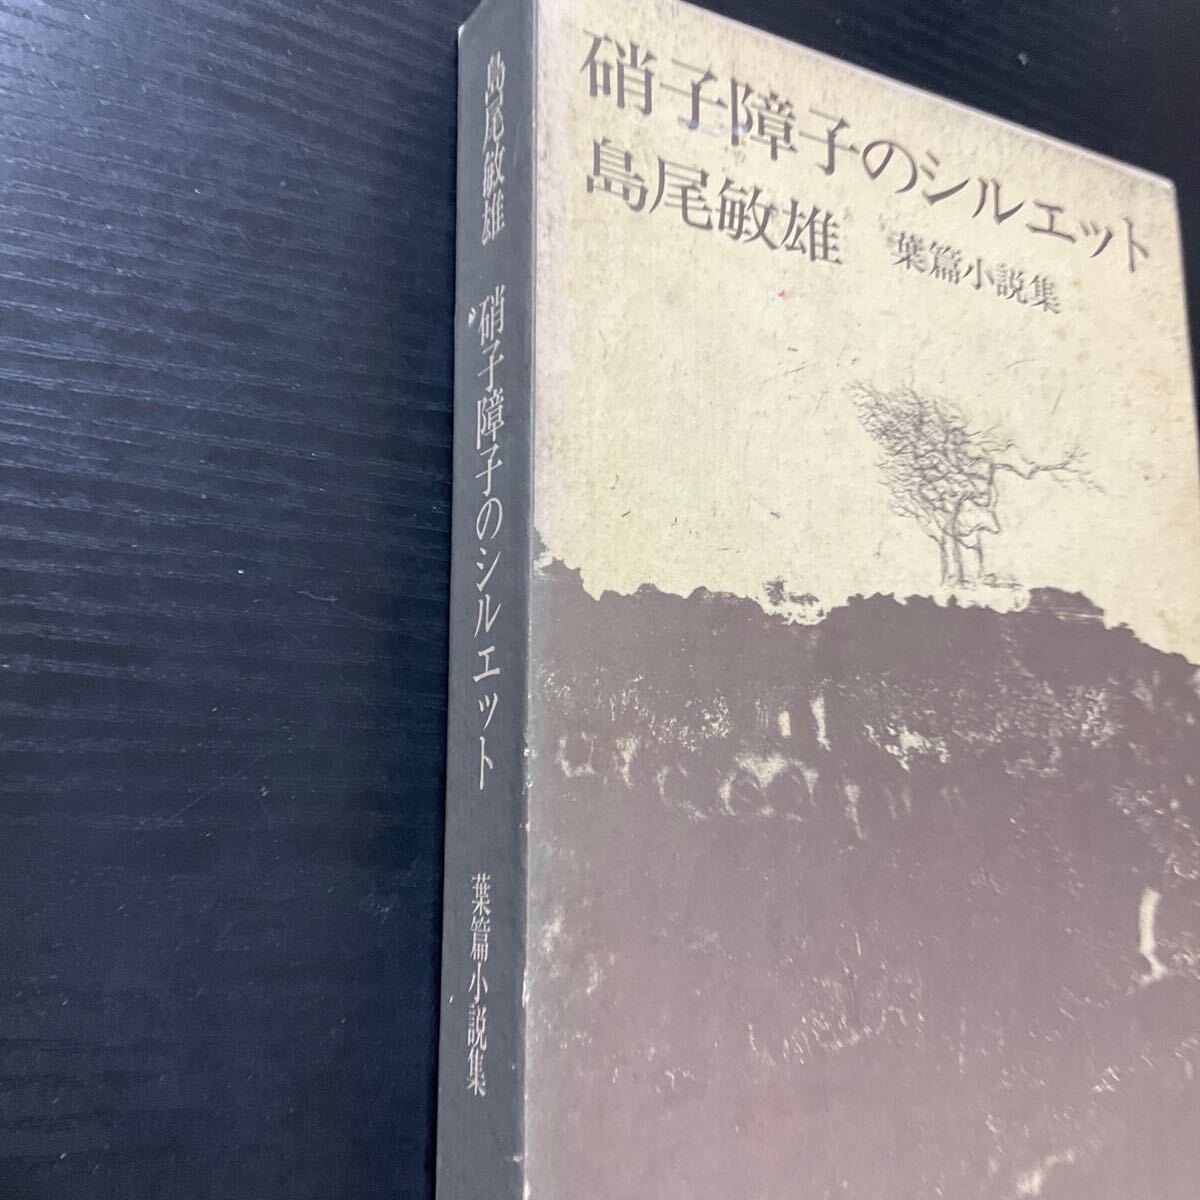 硝子障子のシルエット
島尾敏雄 葉篇小説集
島尾敏雄 硝子障子のシルエット 葉篇小説集